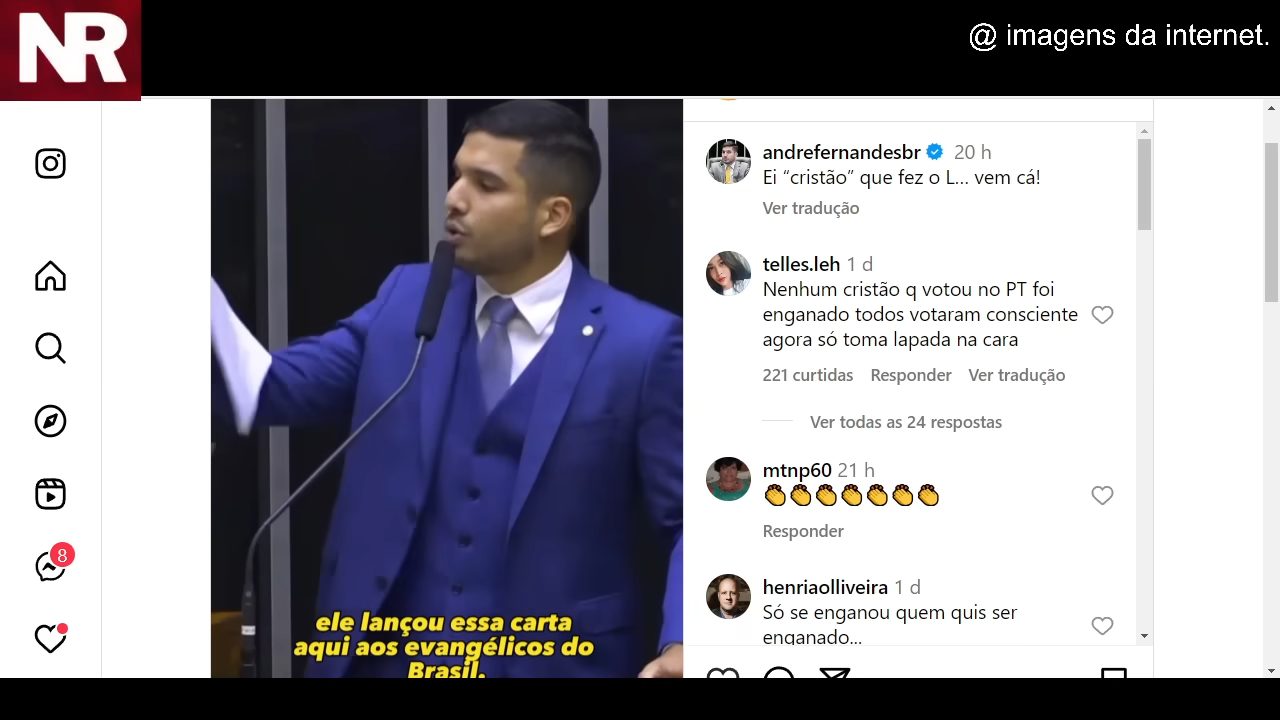 NR
@ imagens da internet.
andrefernandesbr 20 h
Ei “cristão” que fez o L... vem cá!
Ver tradução
telles.leh 1 d
Nenhum cristão q votou no PT foi
enganado todos votaram consciente
agora só toma lapada na cara
221 curtidas Responder Ver tradução
Ver todas as 24 respostas
mtnp60 21 h
👏👏👏👏👏👏👏
Responder
henriaolliveira 1 d
Só se enganou quem quis ser
enganado...
8
ele lançou essa carta
aqui aos evangélicos do
Brasil.